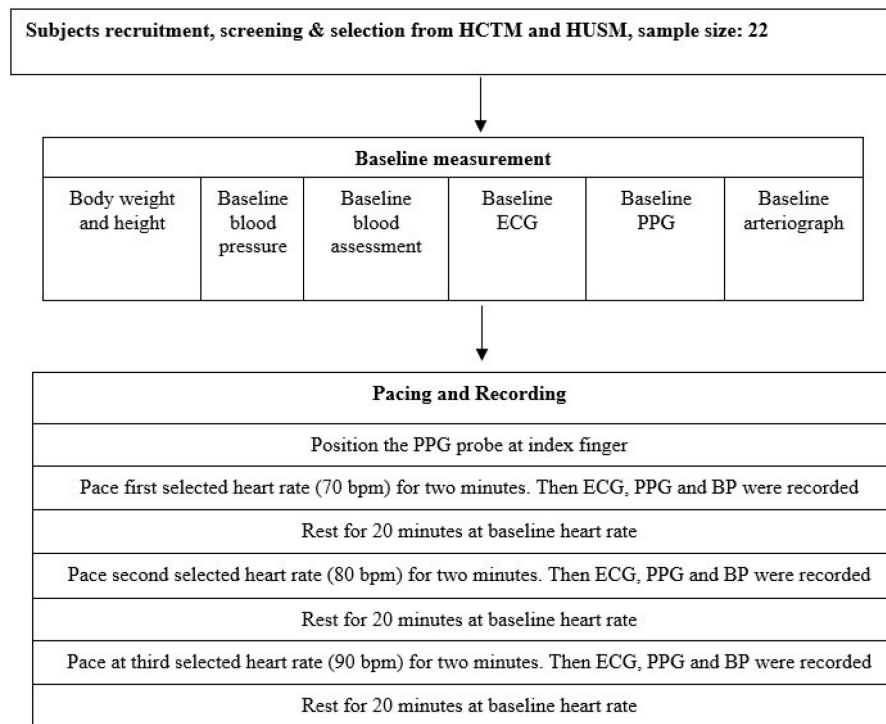 Subjects recruitment, screening & selection from HCTM and HUSM, sample size: 22
Baseline measurement
Body weight
and height
Baseline
blood
pressure
Baseline
blood
assessment
Baseline
ECG
Baseline
PPG
Baseline
arteriograph
Pacing and Recording
Position the PPG probe at index finger
Pace first selected heart rate (70 bpm) for two minutes. Then ECG, PPG and BP were recorded
Rest for 20 minutes at baseline heart rate
Pace second selected heart rate (80 bpm) for two minutes. Then ECG, PPG and BP were recorded
Rest for 20 minutes at baseline heart rate
Pace at third selected heart rate (90 bpm) for two minutes. Then ECG, PPG and BP were recorded
Rest for 20 minutes at baseline heart rate